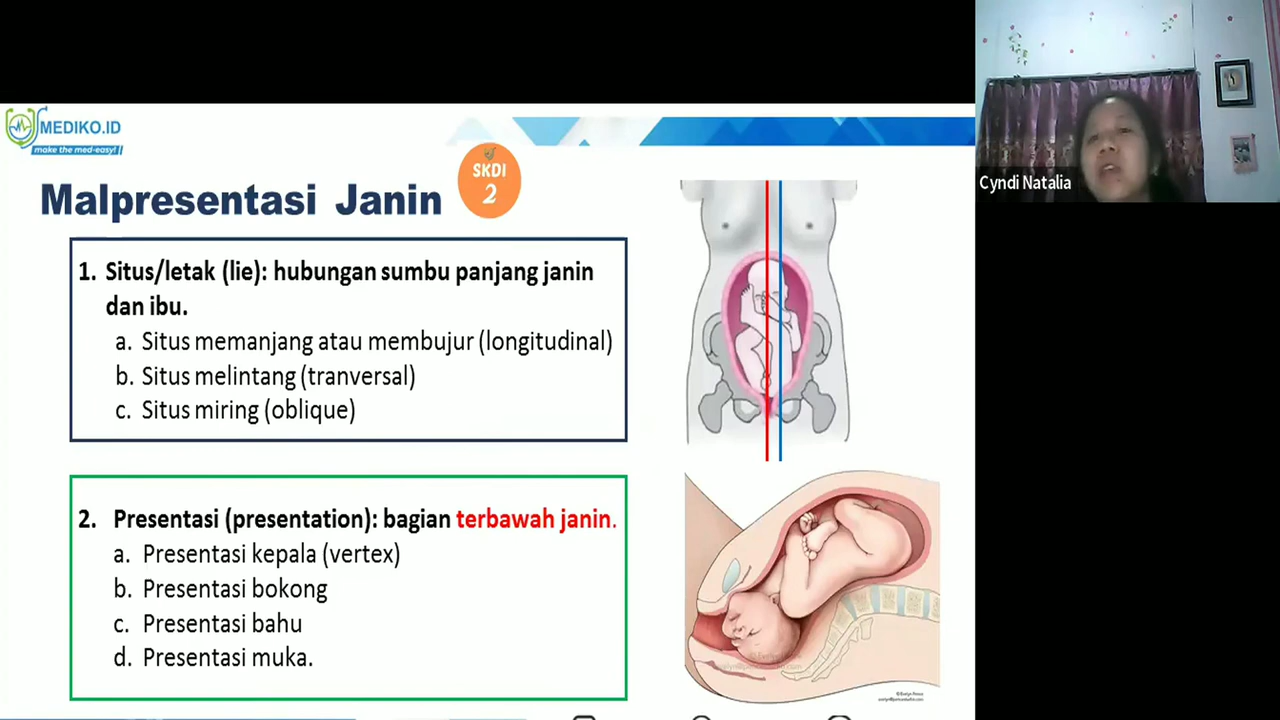 MEDIKO.ID
make the med-easy!
SKDI
2
Malpresentasi Janin
1. Situs/letak (lie): hubungan sumbu panjang janin
dan ibu.
a. Situs memanjang atau membujur (longitudinal)
b. Situs melintang (tranversal)
c. Situs miring (oblique)
2. Presentasi (presentation): bagian terbawah janin.
a. Presentasi kepala (vertex)
b. Presentasi bokong
c. Presentasi bahu
d. Presentasi muka.
Cyndi Natalia